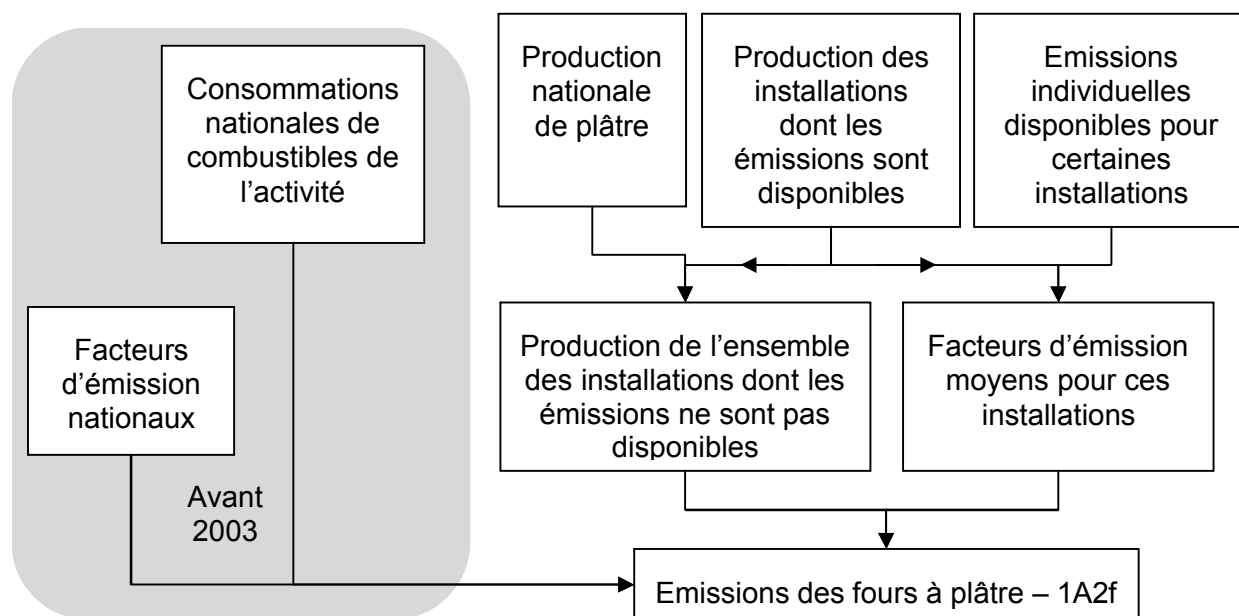 Consommations
nationales de
combustibles de
l’activité
Production
nationale
de plâtre
Production des
installations
dont les
émissions sont
disponibles
Emissions
individuelles
disponibles pour
certaines
installations
Facteurs
d’émission
nationaux
Production de l’ensemble
des installations dont les
émissions ne sont pas
disponibles
Facteurs d’émission
moyens pour ces
installations
Avant
2003
Emissions des fours à plâtre – 1A2f